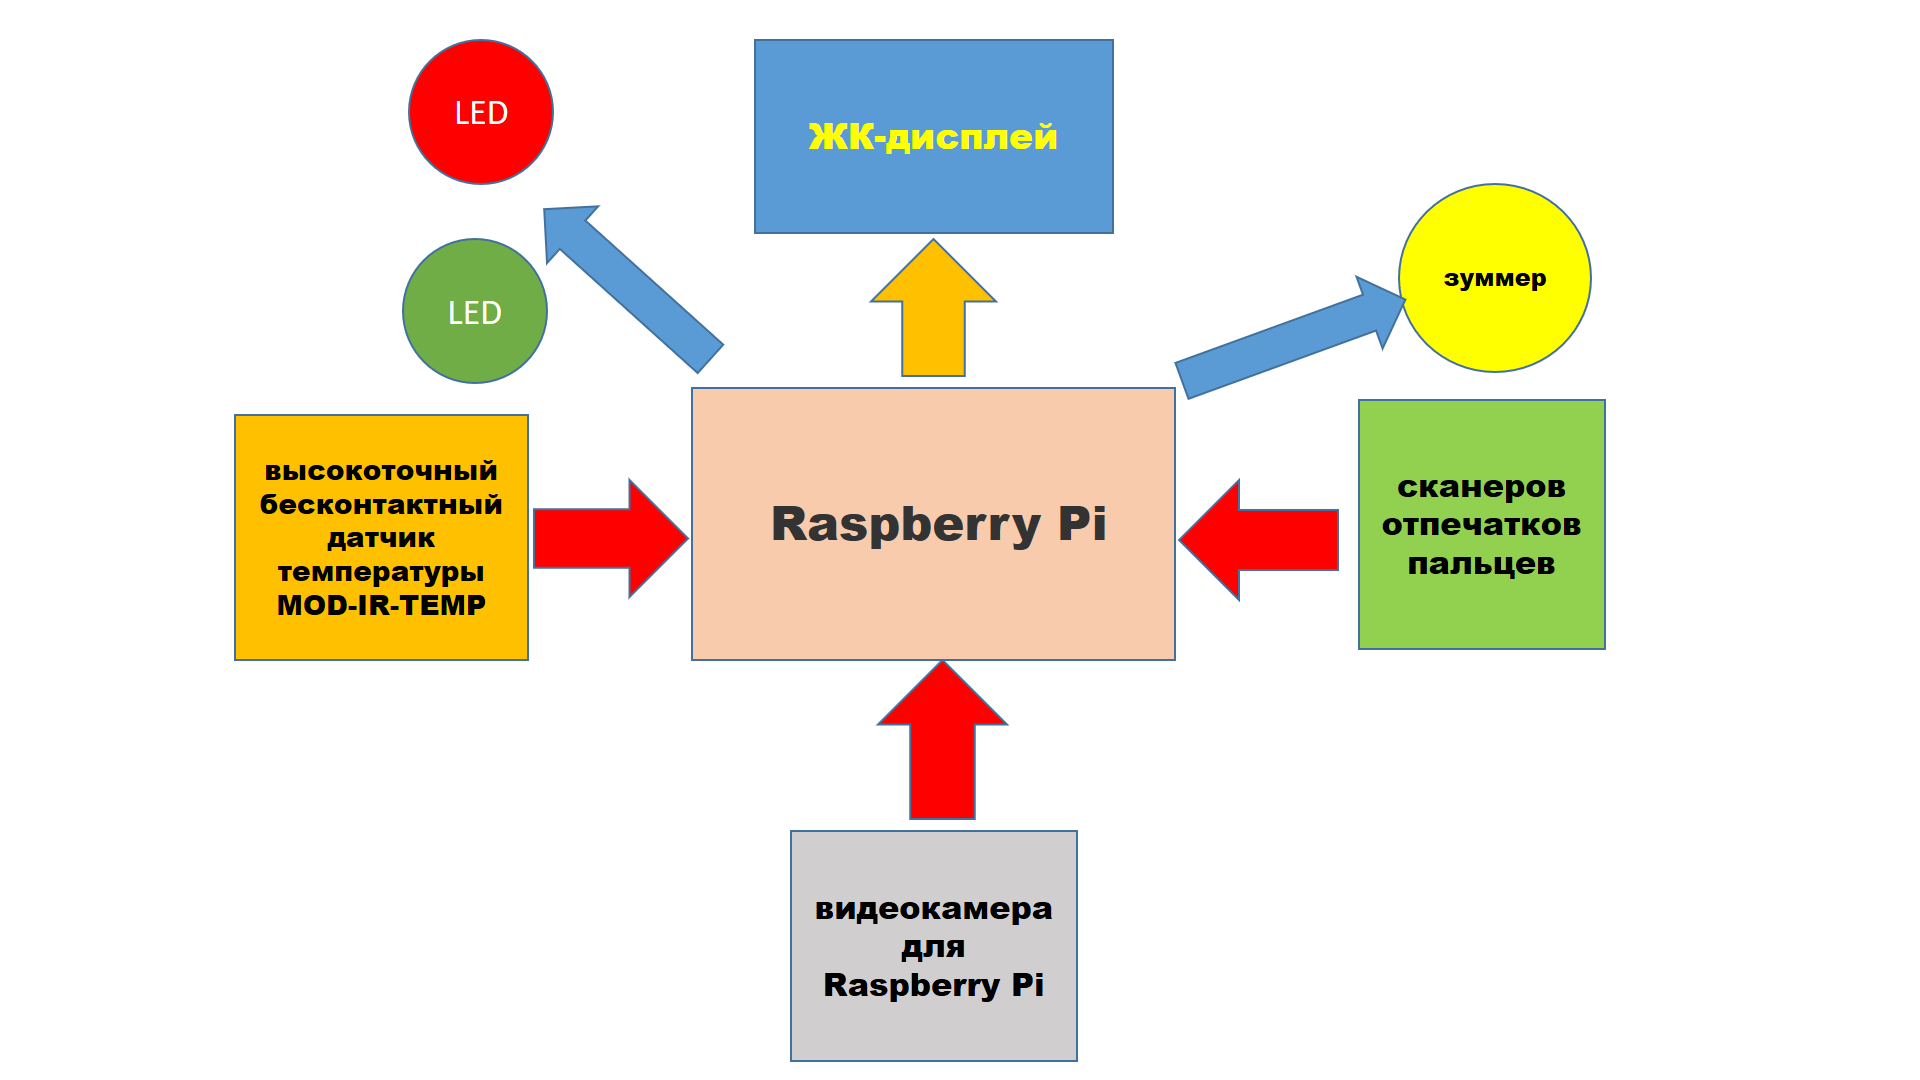 LED
ЖК-дисплей
LED
зуммер
высокоточный
бесконтактный
датчик
температуры
MOD-IR-TEMP
Raspberry Pi
сканеров
отпечатков
пальцев
видеокамера
для
Raspberry Pi